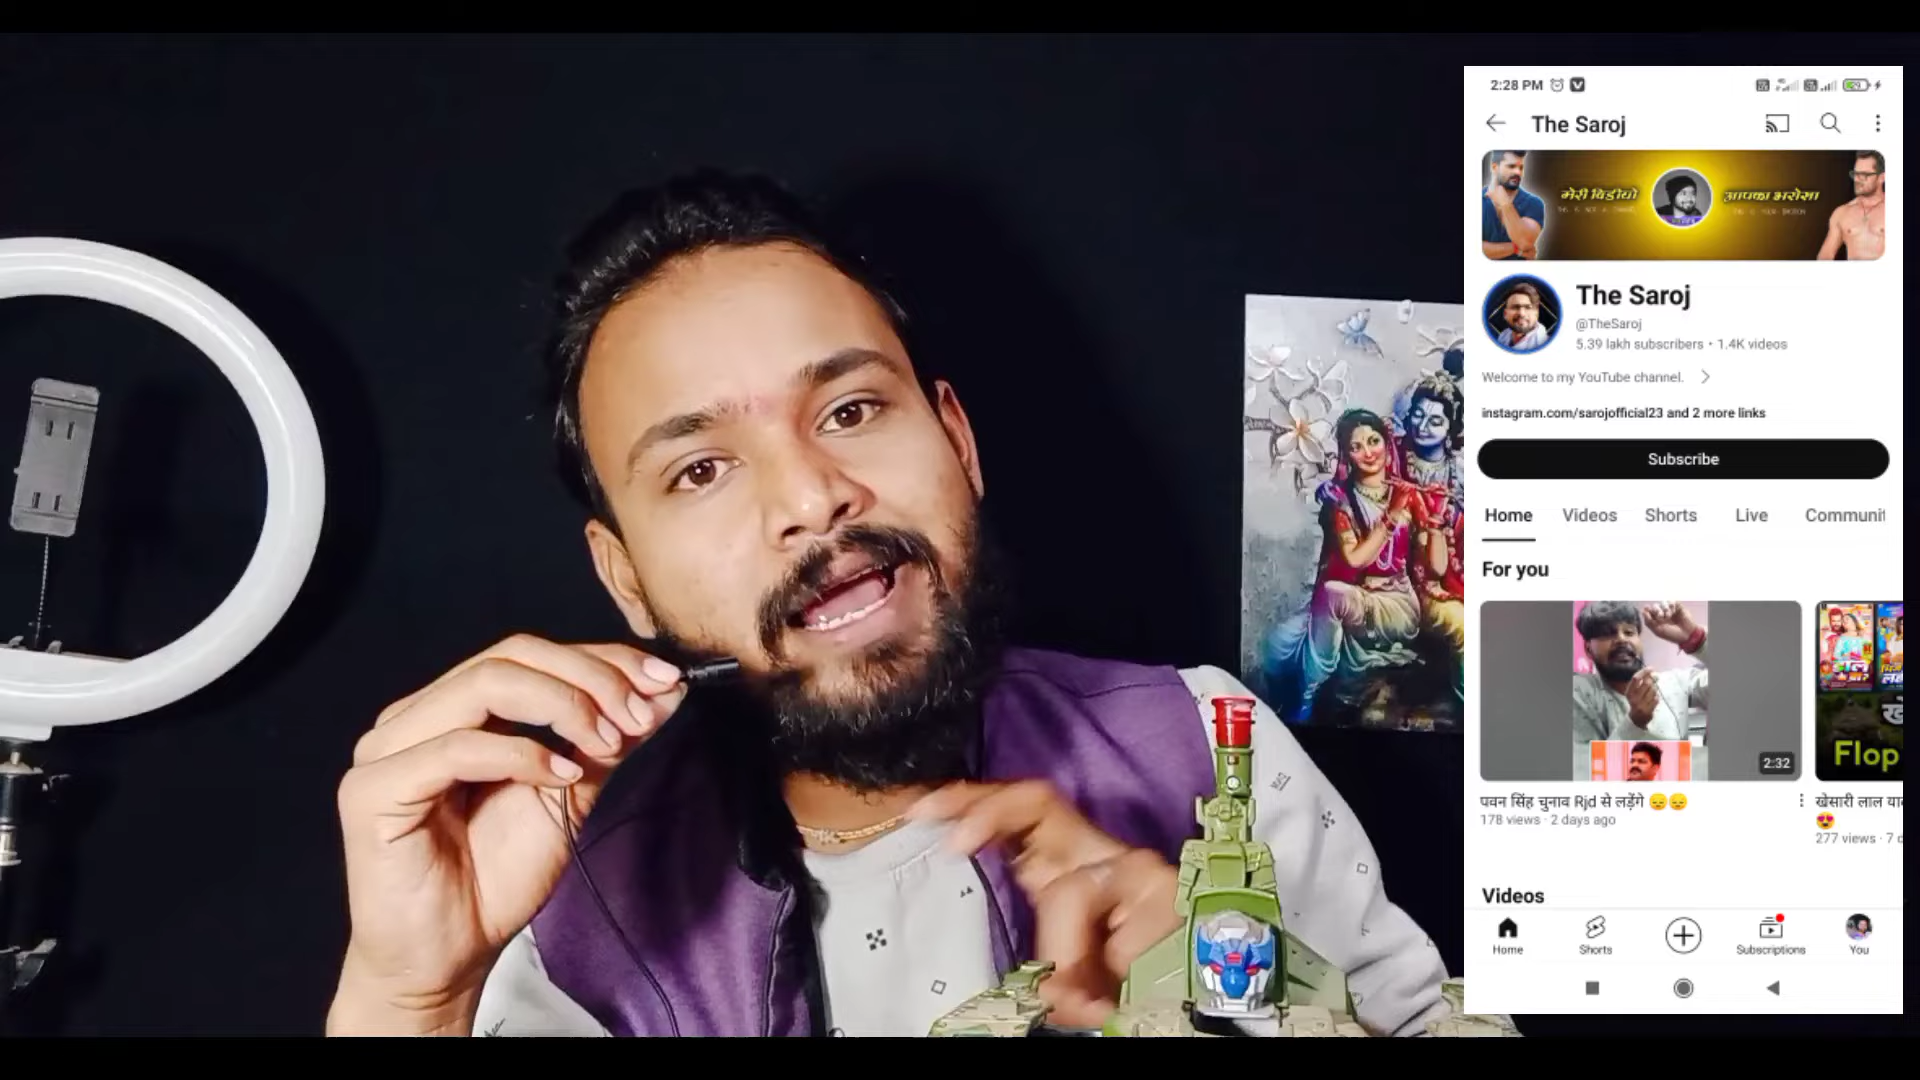 2:28 PM
The Saroj
मेरी विडीयो
आपका भरोसा
The Saroj
@TheSaroj
5.39 lakh subscribers • 1.4K videos
Welcome to my YouTube channel.
instagram.com/sarojofficial23 and 2 more links
Subscribe
Home Videos Shorts Live Communit
For you
2:32
Flop
पवन सिंह चुनाव Rjd से लड़ेंगे 😔😔
178 views · 2 days ago
खेसारी लाल या
😍
277 views · 7 d
Videos
Home Shorts Subscriptions You